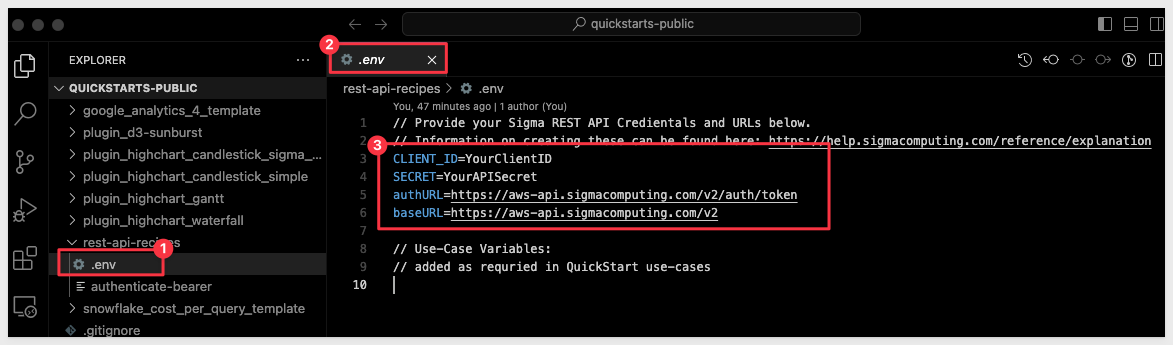 quickstarts-public
EXPLORER
QUICKSTARTS-PUBLIC
google_analytics_4_template
plugin_d3-sunburst
plugin_highchart_candlestick_sigma_...
plugin_highchart_candlestick_simple
plugin_highchart_gantt
plugin_highchart_waterfall
rest-api-recipes
1
.env
authenticate-bearer
snowflake_cost_per_query_template
.gitignore
2
.env
rest-api-recipes > .env
You, 47 minutes ago | 1 author (You)
1 // Provide your Sigma REST API Credientals and URLs below.
2 // Information on creating these can be found here: https://help.sigmacomputing.com/reference/explanation
3
3 CLIENT_ID=YourClientID
4 SECRET=YourAPISecret
5 authURL=https://aws-api.sigmacomputing.com/v2/auth/token
6 baseURL=https://aws-api.sigmacomputing.com/v2
7
8 // Use-Case Variables:
9 // added as requried in QuickStart use-cases
10